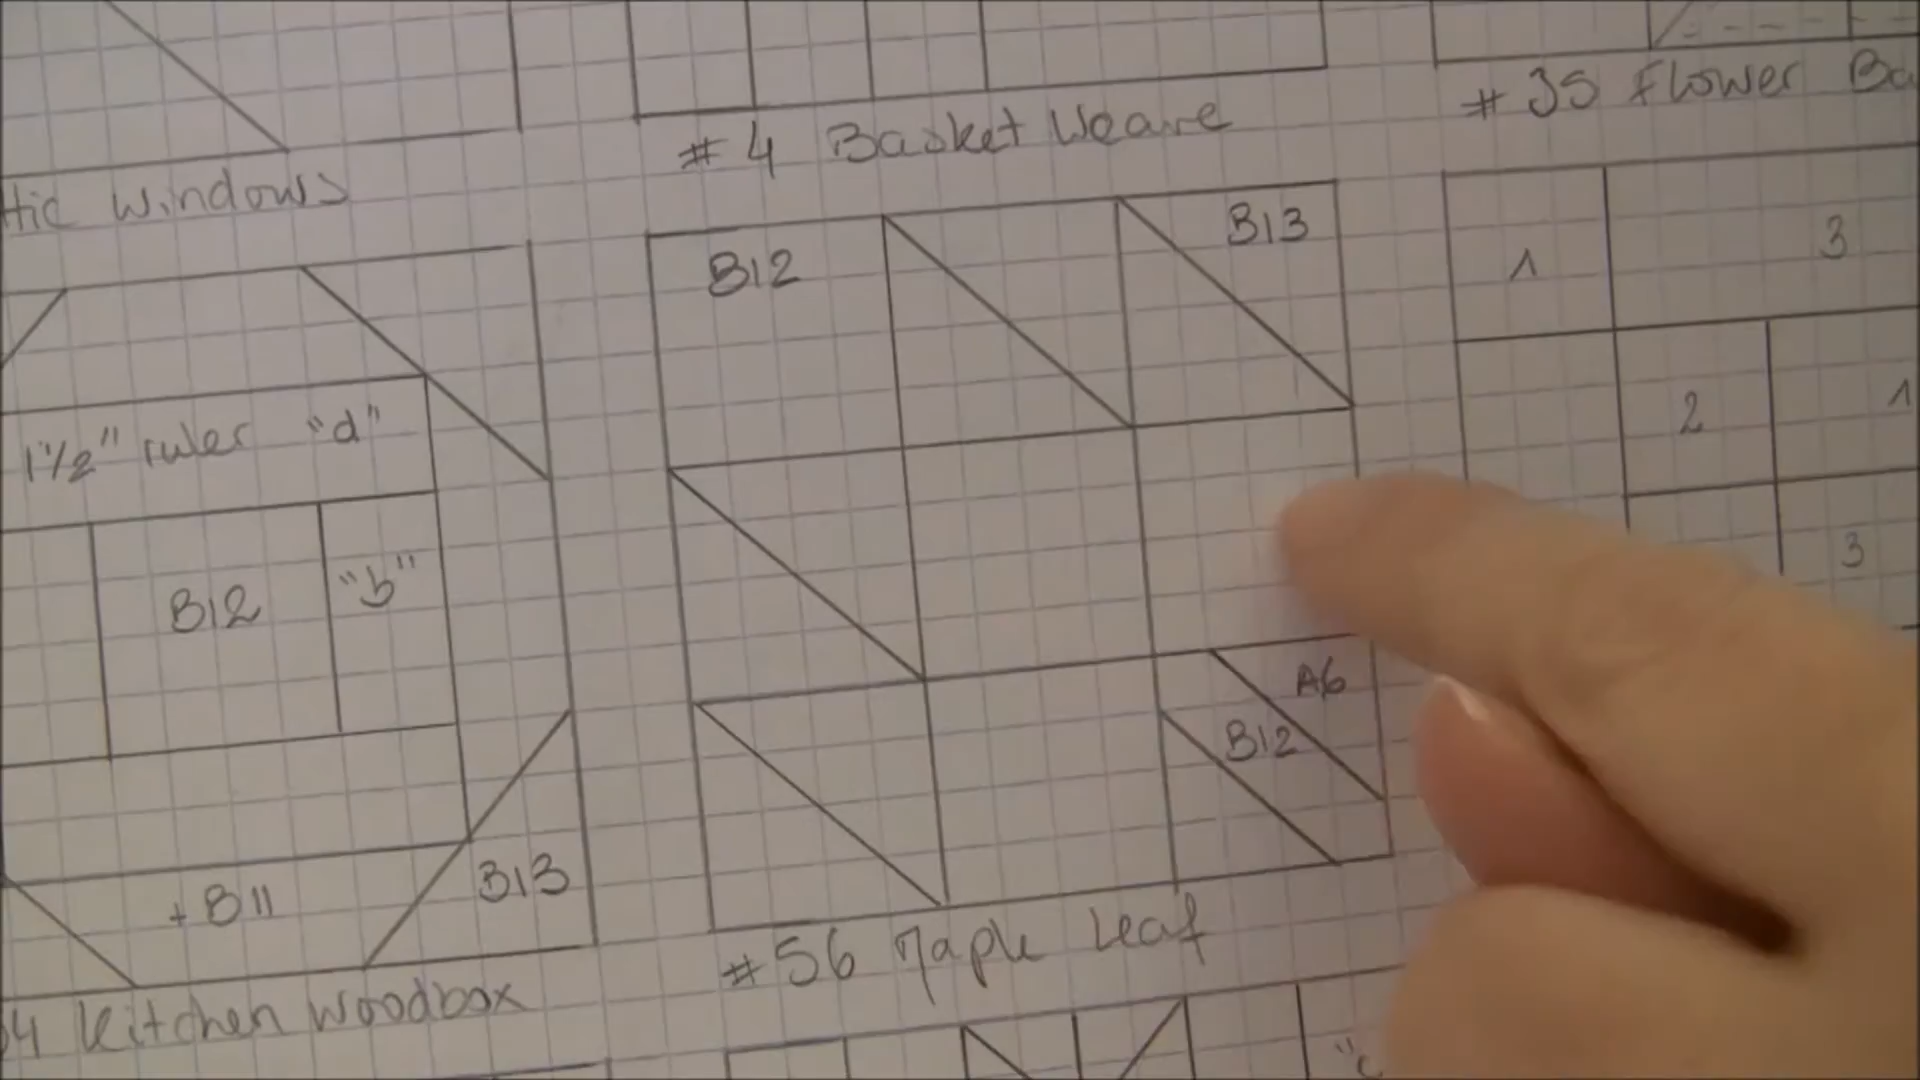 # 4 Basket Weave
# 35 Flower Ba
tic Windows
B12
B13
1
3
2
1
1½" ruler "d"
B12
"b"
3
A6
B12
+ B11
B13
# 56 Maple Leaf
4 Kitchen Woodbox
"c